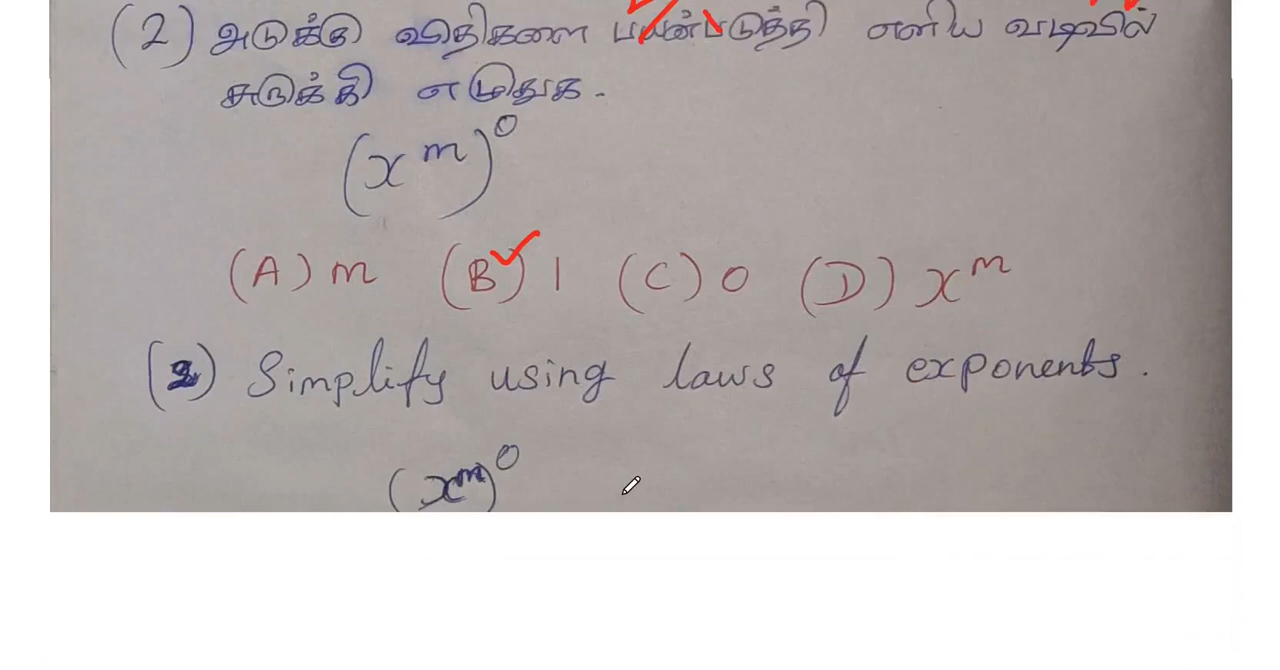 (2) அடுக்கு விதிகளை பயன்படுத்தி எளிய வடிவில்
சுருக்கி எழுதுக.
(x^m)^0
(A) m (B) 1 (C) 0 (D) x^m
(2) Simplify using laws of exponents.
(x^m)^0